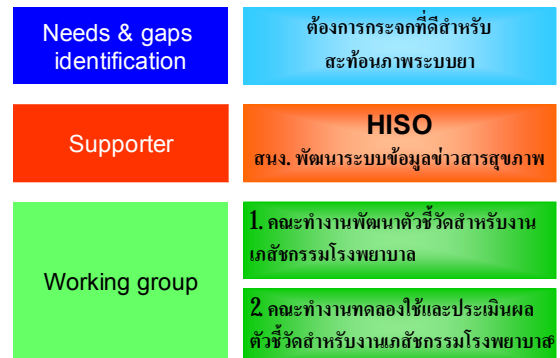 Needs & gaps
identification
ต้องการกระจกที่ดีสำหรับ
สะท้อนภาพระบบยา
Supporter
HISO
สนง. พัฒนาระบบข้อมูลข่าวสารสุขภาพ
Working group
1. คณะทำงานพัฒนาตัวชี้วัดสำหรับงาน
เภสัชกรรมโรงพยาบาล
2. คณะทำงานทดลองใช้และประเมินผล
ตัวชี้วัดสำหรับงานเภสัชกรรมโรงพยาบาล